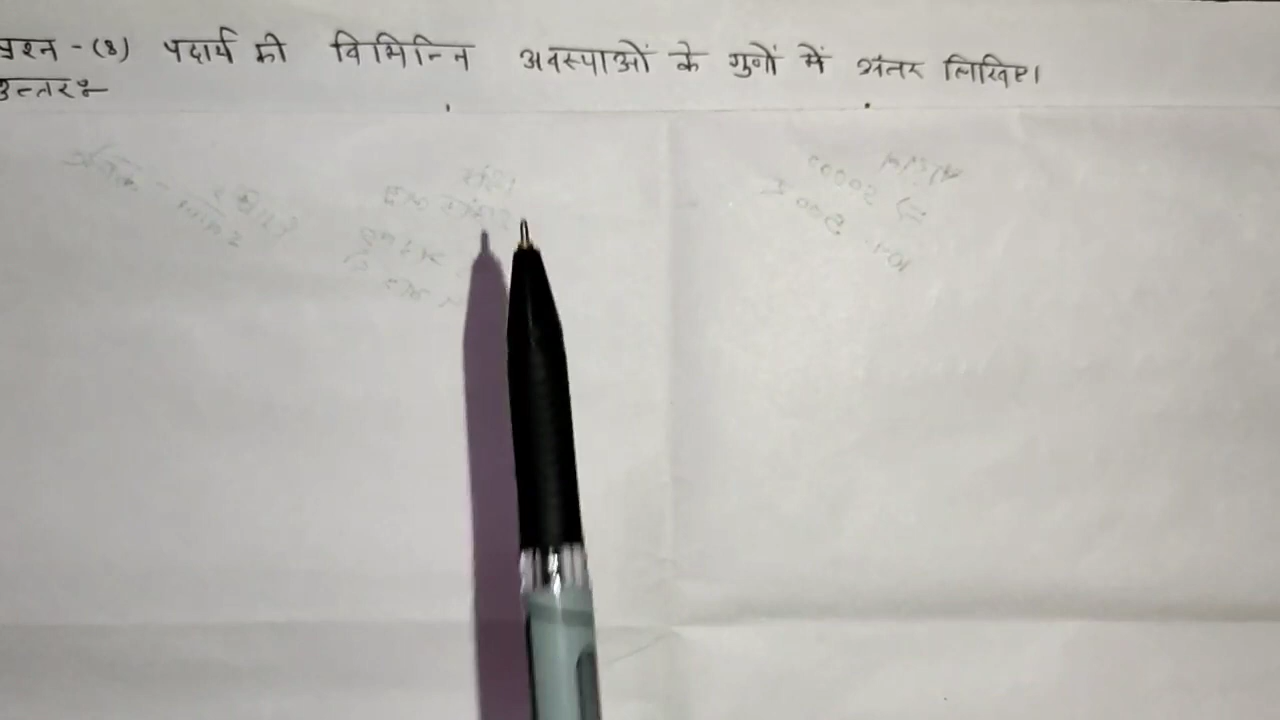 प्रश्न - (8) पदार्थ की विभिन्नि अवस्थाओं के गुणों में अंतर लिखिए।
उत्तरः-